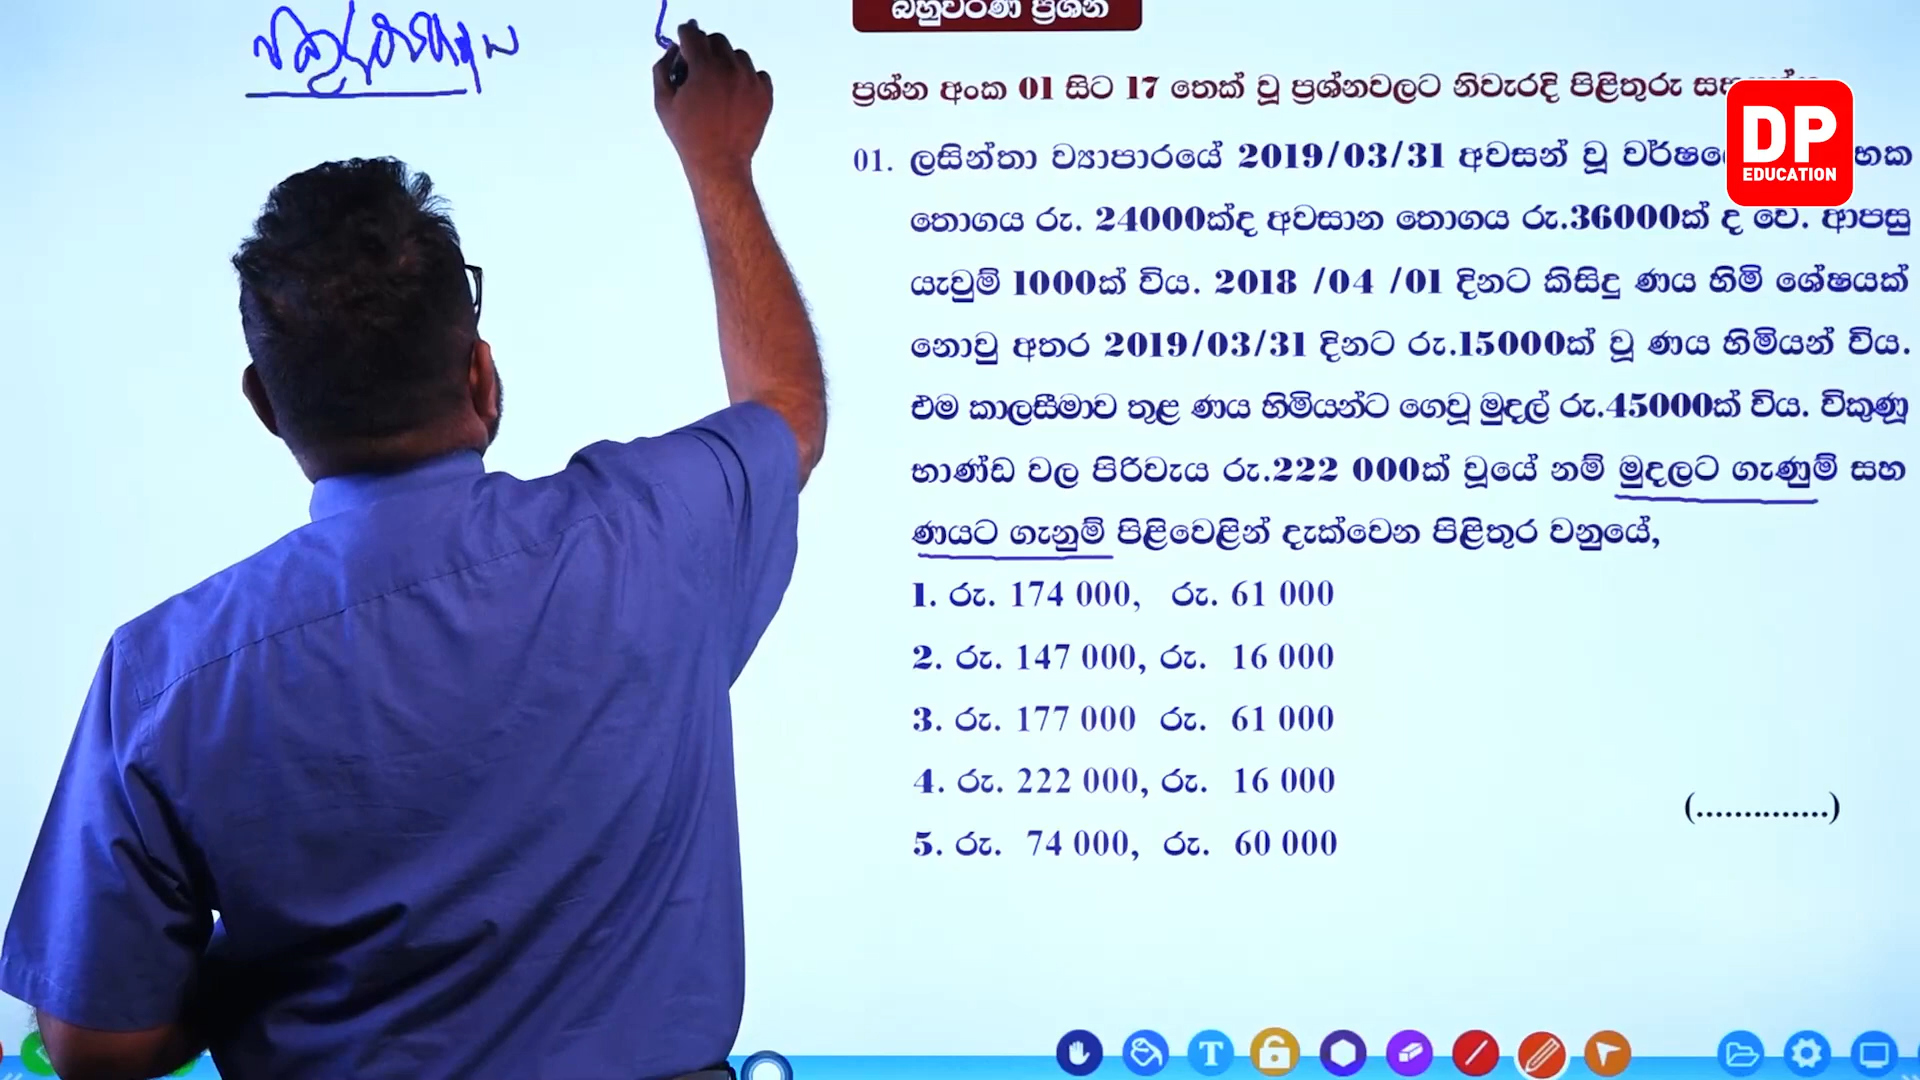 බහුවරණ ප්‍රශ්න
ප්‍රශ්න අංක 01 සිට 17 තෙක් වූ ප්‍රශ්නවලට නිවැරදි පිළිතුරු
DP
EDUCATION
01. ලසින්තා ව්‍යාපාරයේ 2019/03/31 අවසන් වූ
තොගය රු. 24000ක්ද අවසාන තොගය රු.36000ක් ද වේ. ආපසු
යැවුම් 1000ක් විය. 2018 /04 /01 දිනට කිසිදු ණය හිමි ශේෂයක්
නොවු අතර 2019/03/31 දිනට රු.15000ක් වූ ණය හිමියන් විය.
එම කාලසීමාව තුළ ණය හිමියන්ට ගෙවූ මුදල් රු.45000ක් විය. විකුණූ
භාණ්ඩ වල පිරිවැය රු.222 000ක් වූයේ නම් මුදලට ගැණුම් සහ
ණයට ගැනුම් පිළිවෙළින් දැක්වෙන පිළිතුර වනුයේ,
1. රු. 174 000, රු. 61 000
2. රු. 147 000, රු. 16 000
3. රු. 177 000 රු. 61 000
4. රු. 222 000, රු. 16 000
5. රු. 74 000, රු. 60 000
(..............)